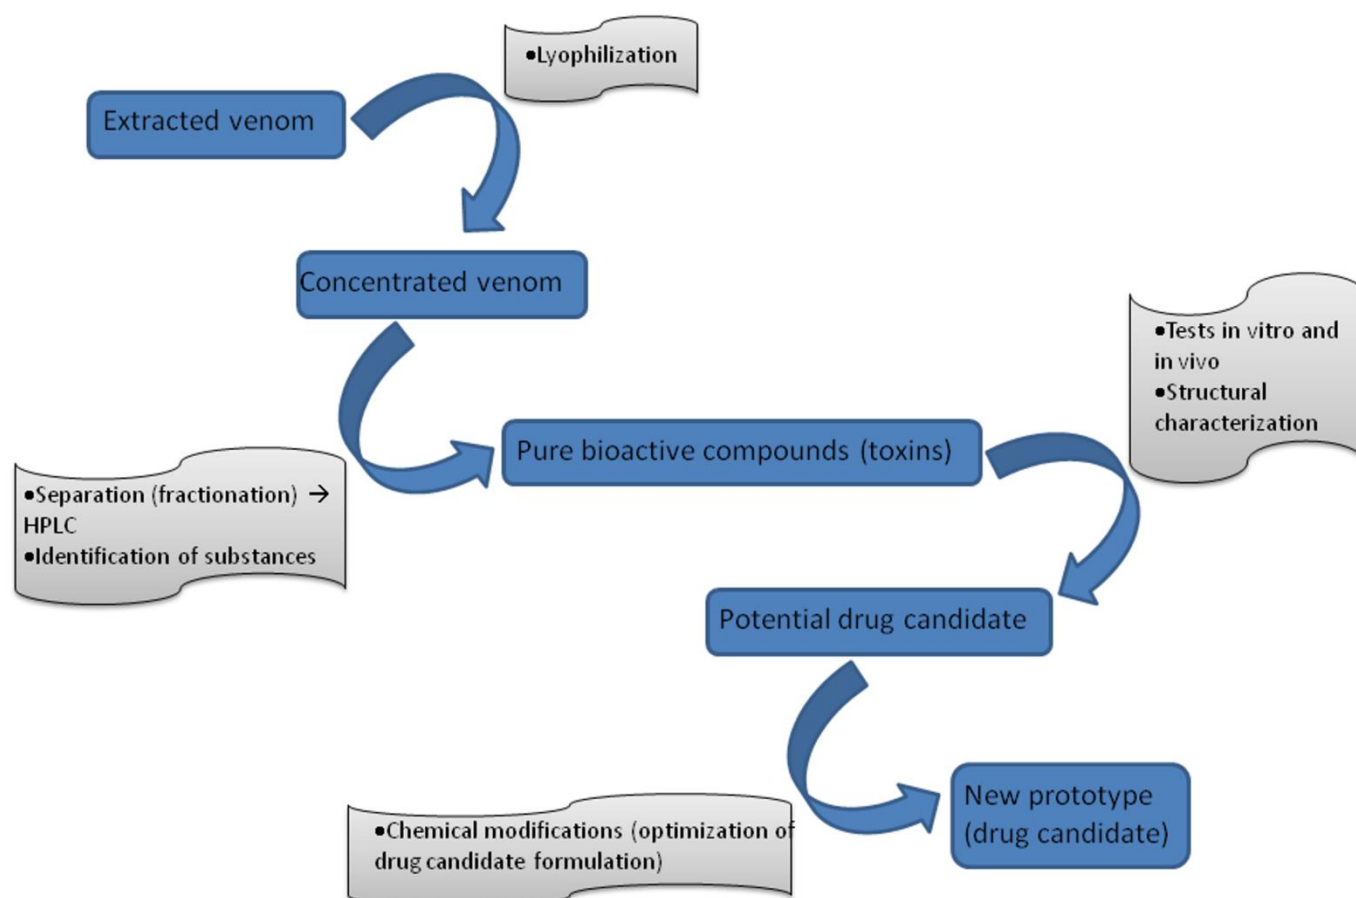 •Lyophilization
Extracted venom
Concentrated venom
•Tests in vitro and
in vivo
•Structural
characterization
Pure bioactive compounds (toxins)
•Separation (fractionation) →
HPLC
•Identification of substances
Potential drug candidate
New prototype
(drug candidate)
•Chemical modifications (optimization of
drug candidate formulation)